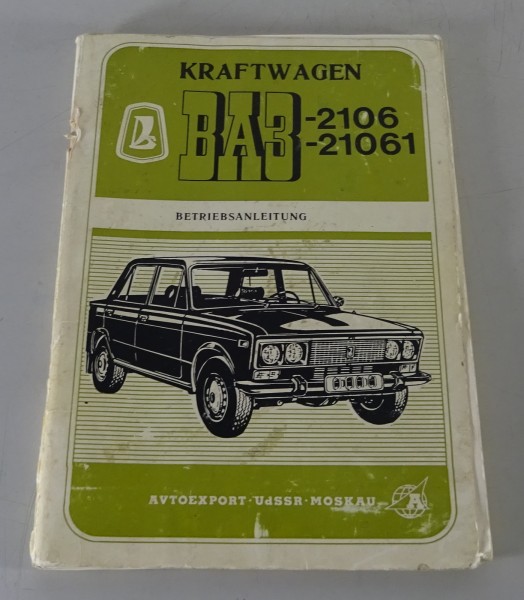 KRAFTWAGEN
ВАЗ-2106
-21061
BETRIEBSANLEITUNG
AVTOEXPORT·UdSSR·MOSKAU